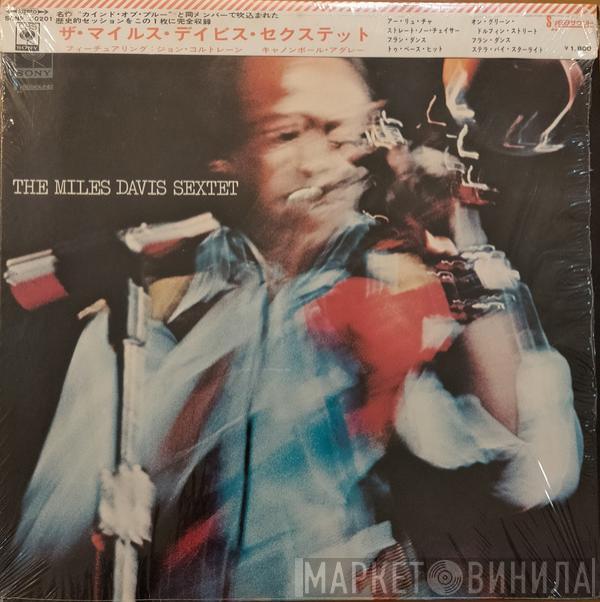 SONP 50201
名作“カインド・オブ・ブルー”と同メンバーで吹込まれた
歴史的セッションをこの1枚に完全収録
ザ・マイルス・デイビス・セクステット
フィーチュアリング：ジョン・コルトレーン　キャノンボール・アダレー
CBS
SONY
アー・リュ・チャ
ストレート・ノー・チェイサー
フラン・ダンス
トゥ・ベース・ヒット
オン・グリーン・
ドルフィン・ストリート
フラン・ダンス
ステラ・バイ・スターライト
¥1,800
THE MILES DAVIS SEXTET
МАРКЕТ ВИНИЛА